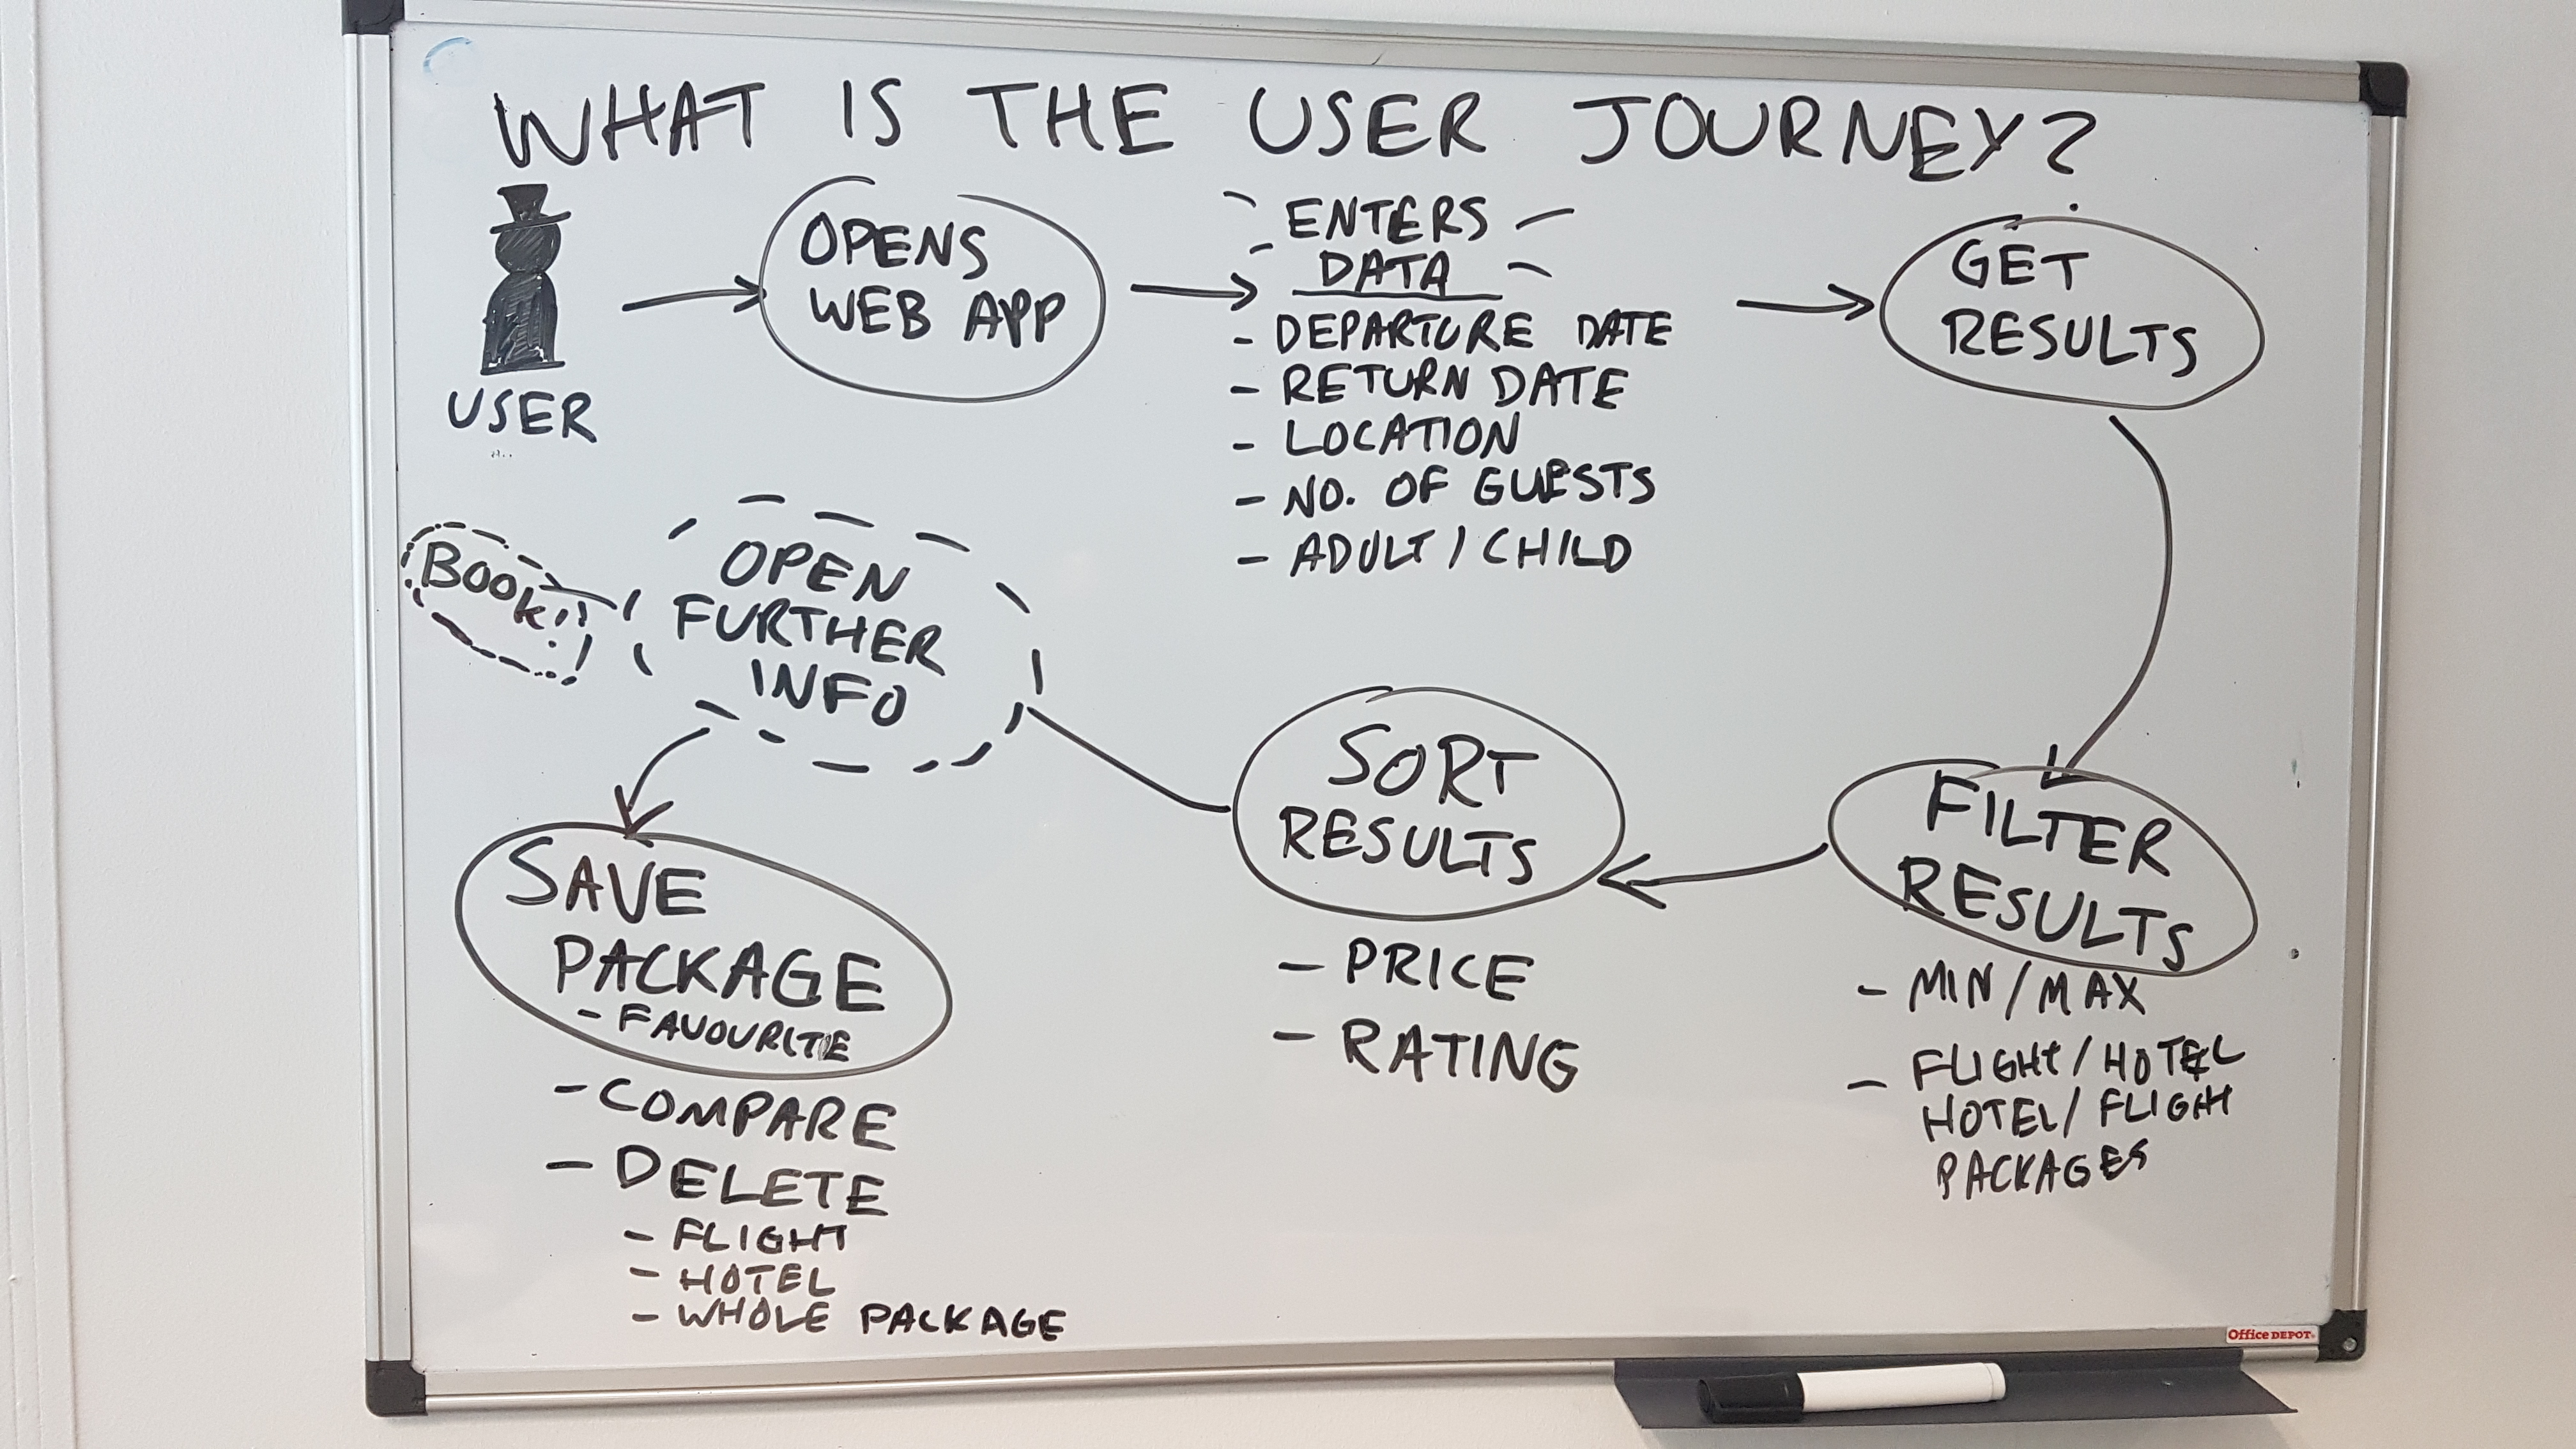 WHAT IS THE USER JOURNEY?
USER
OPENS
WEB APP
ENTERS
DATA
- DEPARTURE DATE
- RETURN DATE
- LOCATION
- NO. OF GUESTS
- ADULT / CHILD
GET
RESULTS
FILTER
RESULTS
- MIN / MAX
- FLIGHT / HOTEL
HOTEL / FLIGHT
PACKAGES
SORT
RESULTS
- PRICE
- RATING
OPEN
FURTHER
INFO
BOOK!!
SAVE
PACKAGE
- FAVOURITE
- COMPARE
- DELETE
- FLIGHT
- HOTEL
- WHOLE PACKAGE
Office DEPOT